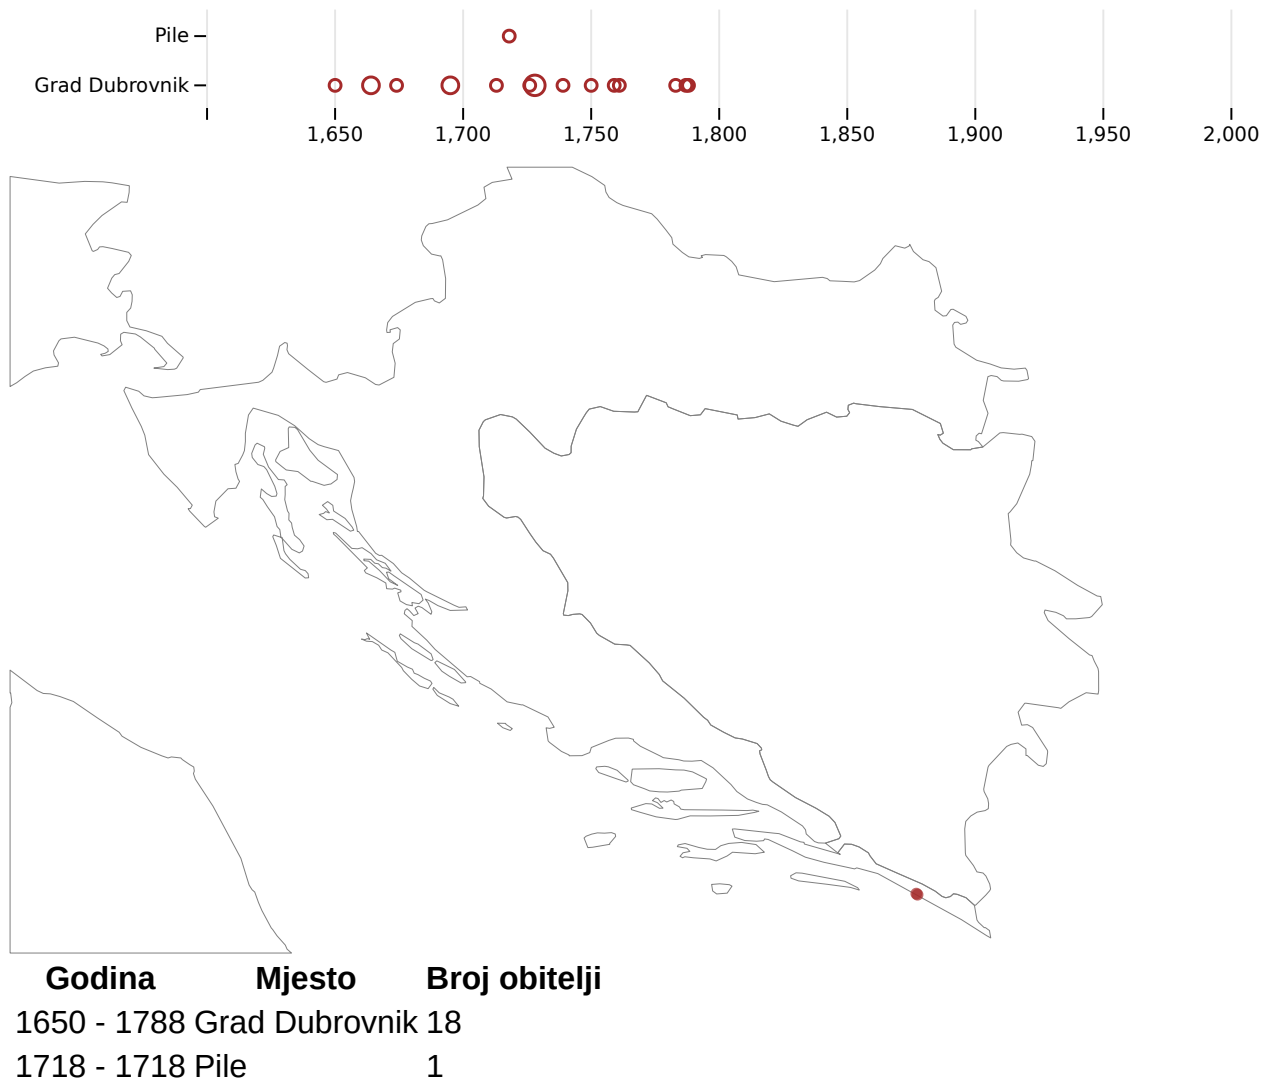 Pile
Grad Dubrovnik
1,650 1,700 1,750 1,800 1,850 1,900 1,950 2,000
Godina Mjesto Broj obitelji
1650 - 1788 Grad Dubrovnik 18
1718 - 1718 Pile 1